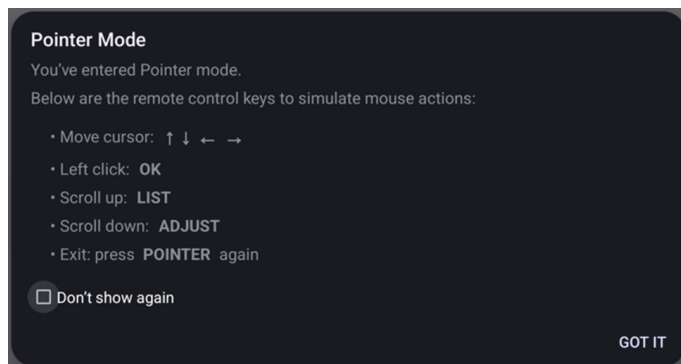 Pointer Mode
You've entered Pointer mode.
Below are the remote control keys to simulate mouse actions:
• Move cursor: ↑ ↓ ← →
• Left click: OK
• Scroll up: LIST
• Scroll down: ADJUST
• Exit: press POINTER again
Don't show again
GOT IT